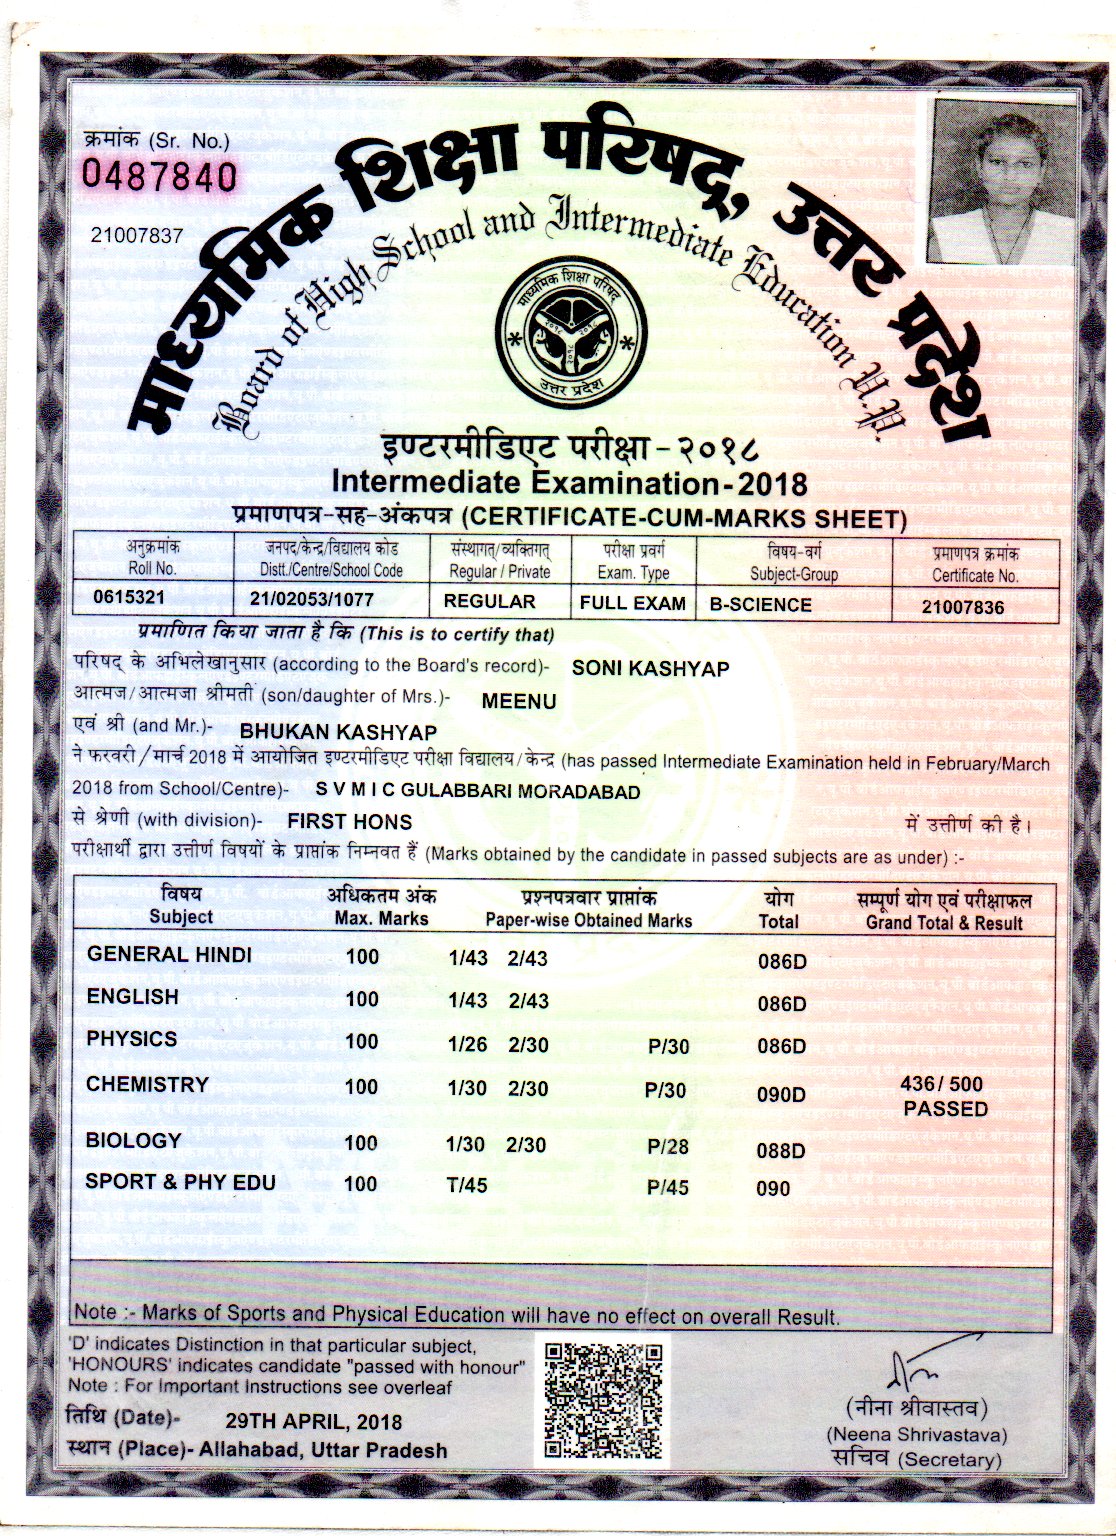 क्रमांक (Sr. No.)
0487840
21007837
माध्यमिक शिक्षा परिषद्, उत्तर प्रदेश
Board of High School and Intermediate Education U.P.
माध्यमिक शिक्षा परिषद
२०१८ २०१८
२०१८
उत्तर प्रदेश
इण्टरमीडिएट परीक्षा - २०१८
Intermediate Examination-2018
प्रमाणपत्र-सह-अंकपत्र (CERTIFICATE-CUM-MARKS SHEET)
अनुक्रमांक जनपद/केन्द्र/विद्यालय कोड संस्थागत्/व्यक्तिगत् परीक्षा प्रवर्ग विषय-वर्ग प्रमाणपत्र क्रमांक
Roll No. Distt./Centre/School Code Regular / Private Exam. Type Subject-Group Certificate No.
0615321 21/02053/1077 REGULAR FULL EXAM B-SCIENCE 21007836
प्रमाणित किया जाता है कि (This is to certify that)
परिषद् के अभिलेखानुसार (according to the Board's record)- SONI KASHYAP
आत्मज/आत्मजा श्रीमती (son/daughter of Mrs.)- MEENU
एवं श्री (and Mr.)- BHUKAN KASHYAP
ने फरवरी/मार्च 2018 में आयोजित इण्टरमीडिएट परीक्षा विद्यालय/केन्द्र (has passed Intermediate Examination held in February/March
2018 from School/Centre)- S V M I C GULABBARI MORADABAD
से श्रेणी (with division)- FIRST HONS में उत्तीर्ण की है।
परीक्षार्थी द्वारा उत्तीर्ण विषयों के प्राप्तांक निम्नवत हैं (Marks obtained by the candidate in passed subjects are as under) :-
विषय अधिकतम अंक प्रश्नपत्रवार प्राप्तांक योग सम्पूर्ण योग एवं परीक्षाफल
Subject Max. Marks Paper-wise Obtained Marks Total Grand Total & Result
GENERAL HINDI 100 1/43 2/43 086D
ENGLISH 100 1/43 2/43 086D
PHYSICS 100 1/26 2/30 P/30 086D
CHEMISTRY 100 1/30 2/30 P/30 090D 436/500
PASSED
BIOLOGY 100 1/30 2/30 P/28 088D
SPORT & PHY EDU 100 T/45 P/45 090
Note :- Marks of Sports and Physical Education will have no effect on overall Result.
'D' indicates Distinction in that particular subject,
'HONOURS' indicates candidate "passed with honour"
Note : For Important Instructions see overleaf
तिथि (Date)- 29TH APRIL, 2018
स्थान (Place)- Allahabad, Uttar Pradesh
(नीना श्रीवास्तव)
(Neena Shrivastava)
सचिव (Secretary)